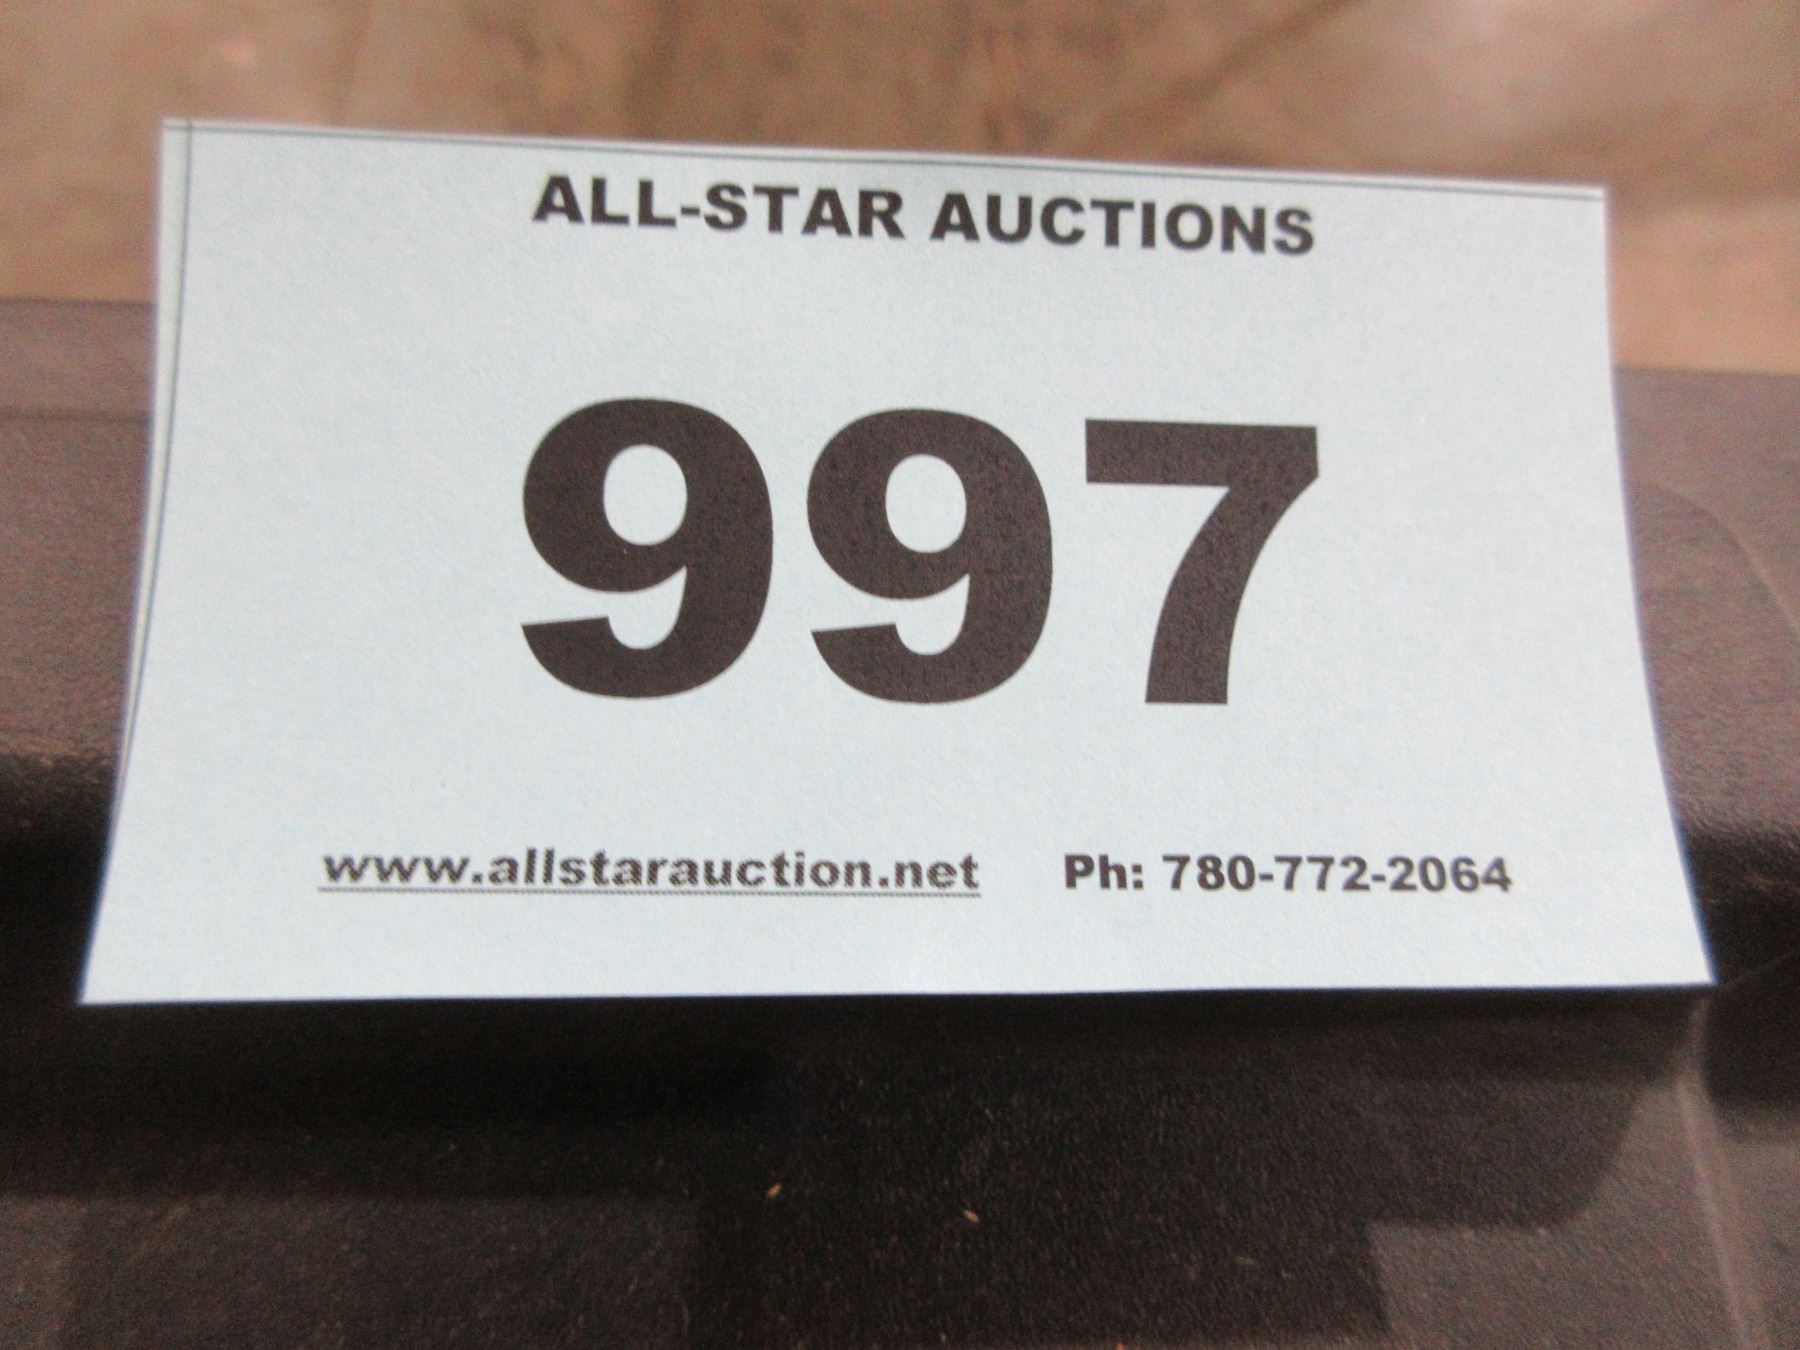 ALL-STAR AUCTIONS
997
www.allstarauction.net Ph: 780-772-2064